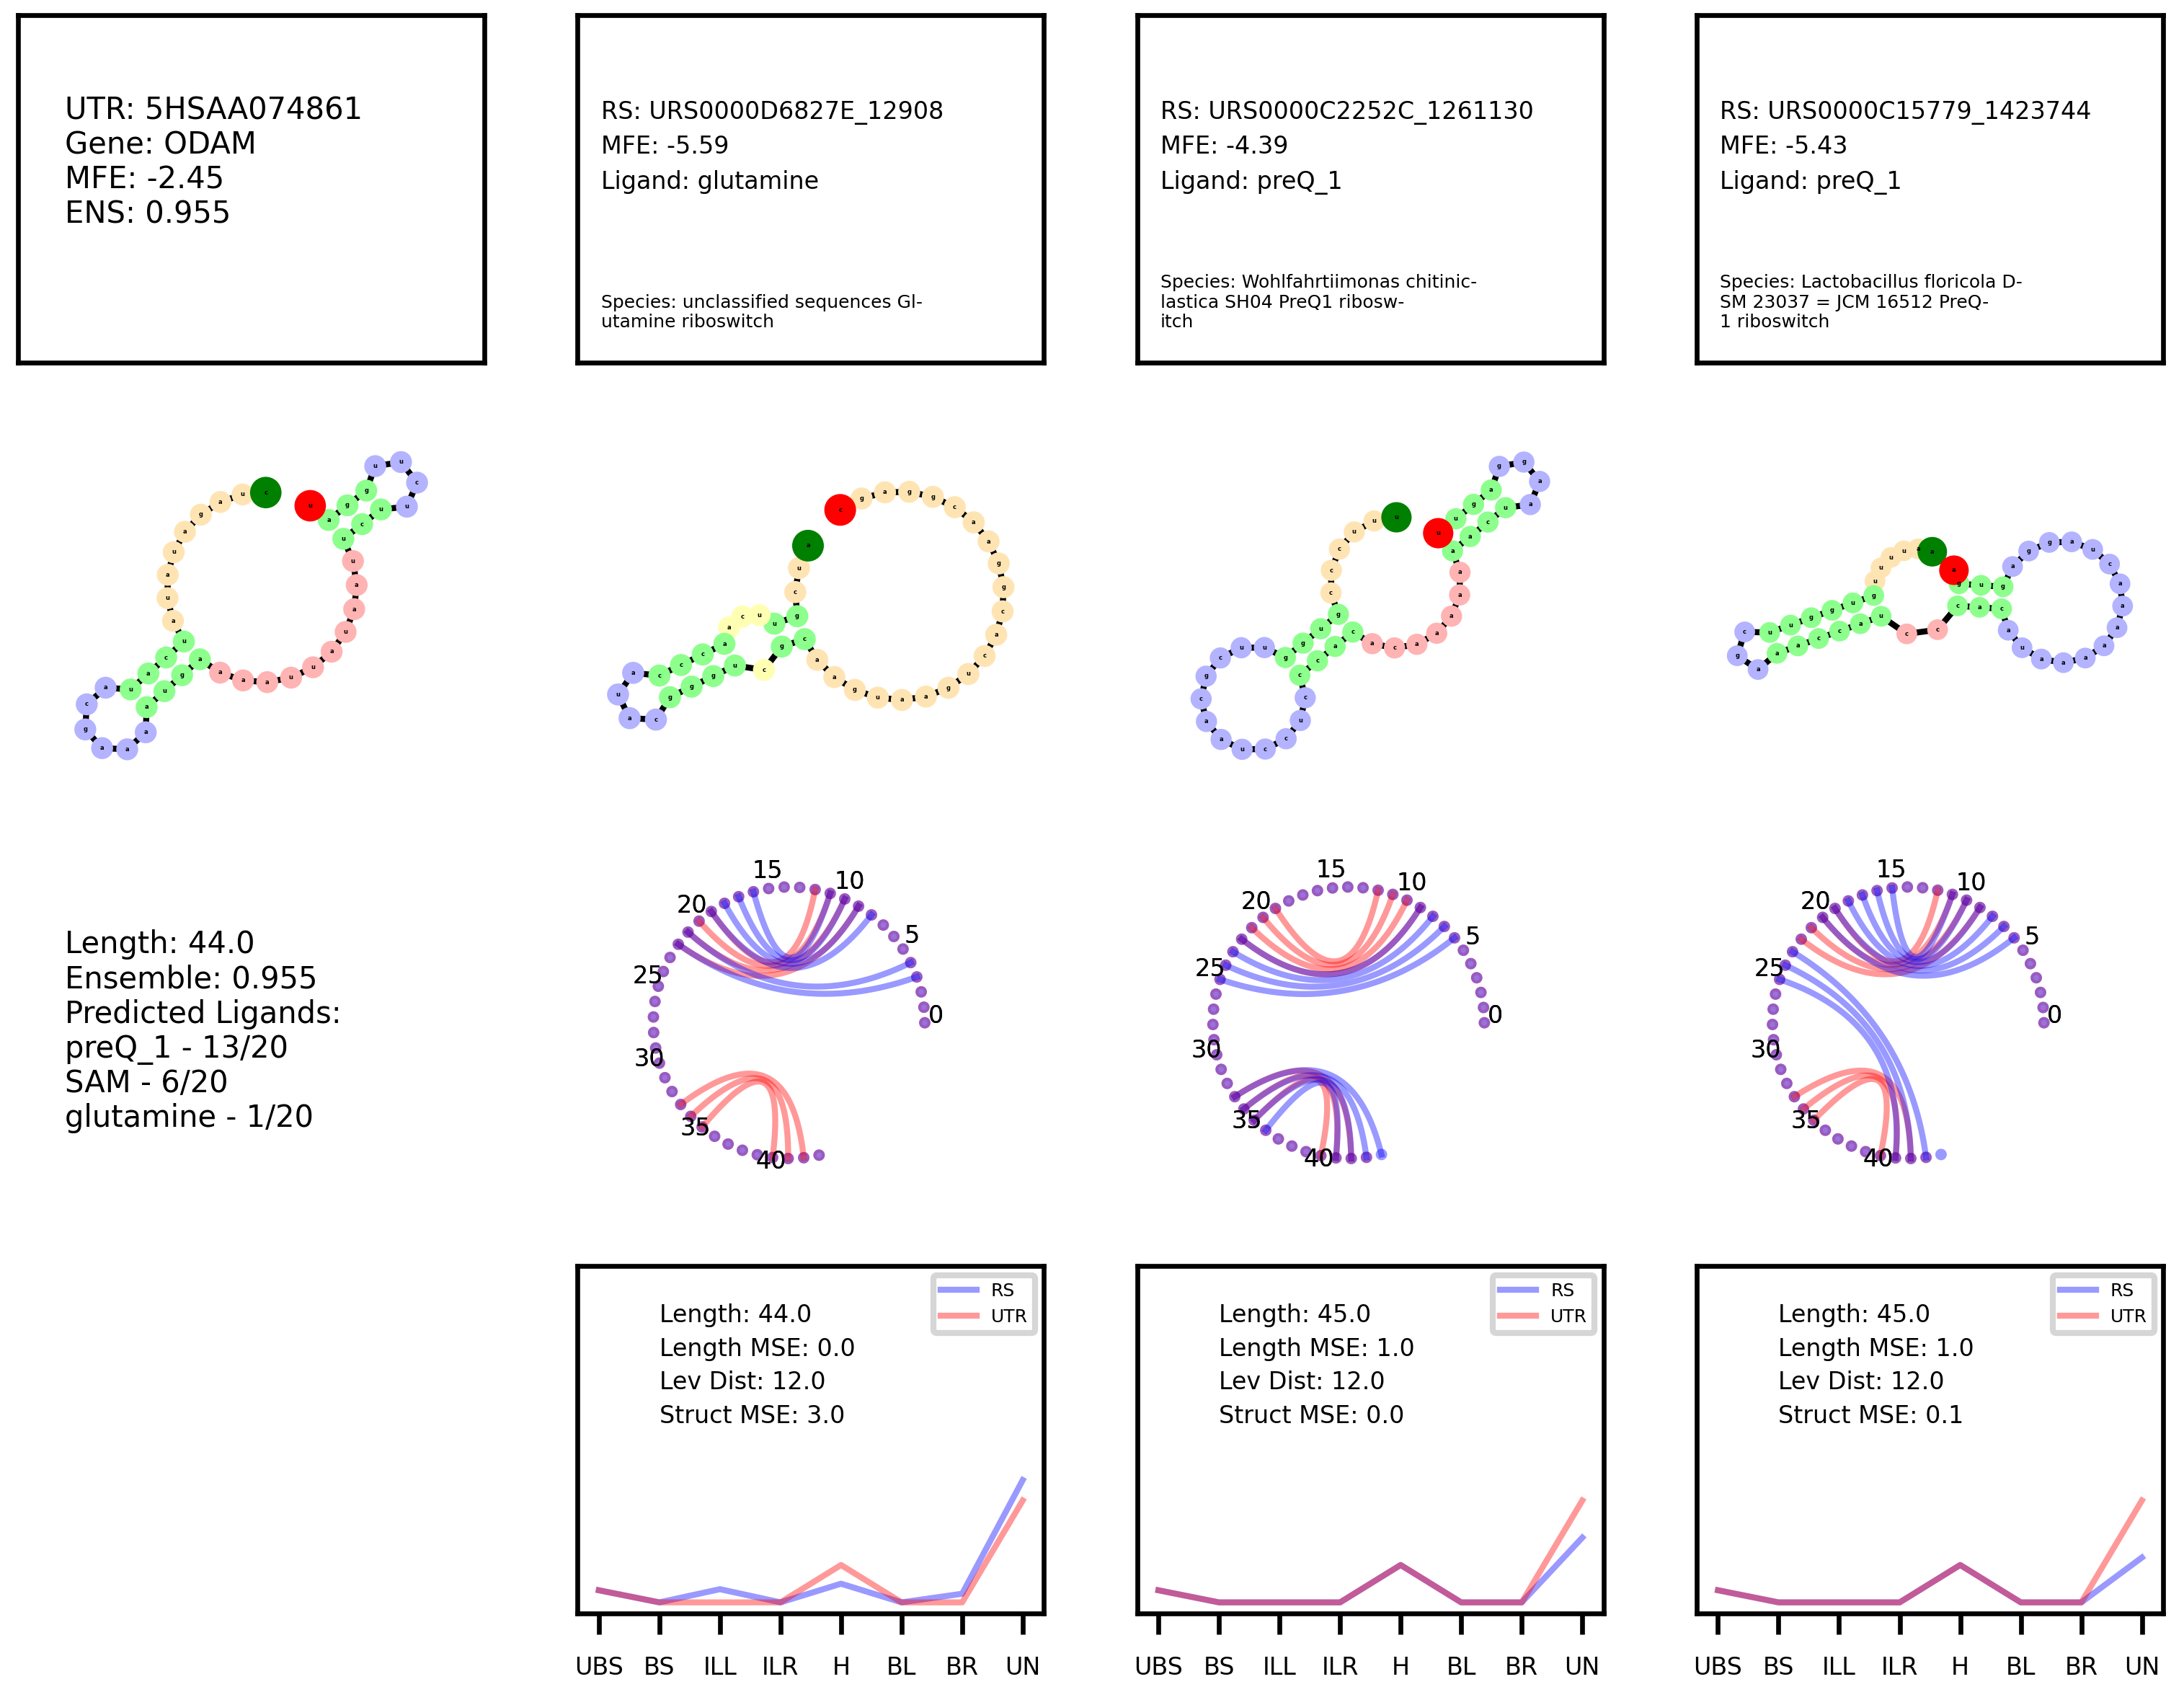 UTR: 5HSAA074861
Gene: ODAM
MFE: -2.45
ENS: 0.955
RS: URS0000D6827E_12908
MFE: -5.59
Ligand: glutamine
Species: unclassified sequences Gl-
utamine riboswitch
RS: URS0000C2252C_1261130
MFE: -4.39
Ligand: preQ_1
Species: Wohlfahrtiimonas chitinic-
lastica SH04 PreQ1 ribosw-
itch
RS: URS0000C15779_1423744
MFE: -5.43
Ligand: preQ_1
Species: Lactobacillus floricola D-
SM 23037 = JCM 16512 PreQ-
1 riboswitch
Length: 44.0
Ensemble: 0.955
Predicted Ligands:
preQ_1 - 13/20
SAM - 6/20
glutamine - 1/20
0
5
10
15
20
25
30
35
40
0
5
10
15
20
25
30
35
40
0
5
10
15
20
25
30
35
40
RS
UTR
Length: 44.0
Length MSE: 0.0
Lev Dist: 12.0
Struct MSE: 3.0
UBS BS ILL ILR H BL BR UN
RS
UTR
Length: 45.0
Length MSE: 1.0
Lev Dist: 12.0
Struct MSE: 0.0
UBS BS ILL ILR H BL BR UN
RS
UTR
Length: 45.0
Length MSE: 1.0
Lev Dist: 12.0
Struct MSE: 0.1
UBS BS ILL ILR H BL BR UN